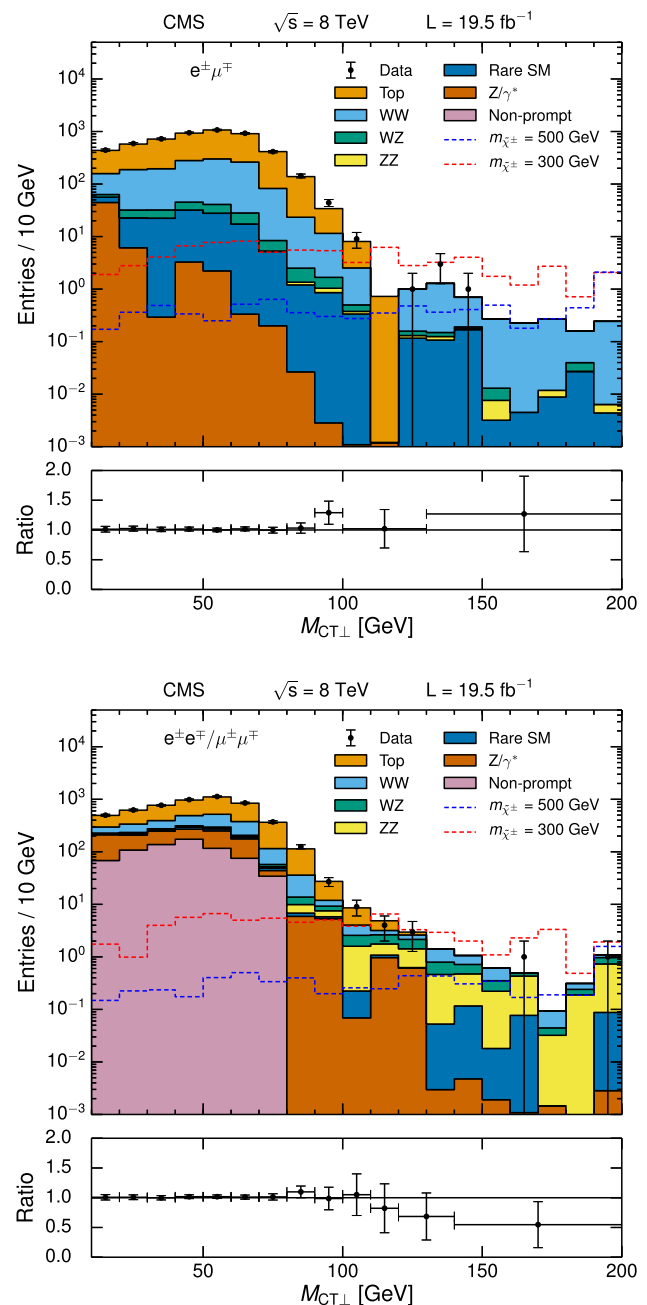 CMS √s = 8 TeV L = 19.5 fb⁻¹
e±μ∓
Data
Top
WW
WZ
ZZ
Rare SM
Z/γ*
Non-prompt
m_χ̃± = 500 GeV
m_χ̃± = 300 GeV
Entries / 10 GeV
10⁴
10³
10²
10¹
10⁰
10⁻¹
10⁻²
10⁻³
Ratio
2.0
1.5
1.0
0.5
0.0
50 100 150 200
M_CT⊥ [GeV]
CMS √s = 8 TeV L = 19.5 fb⁻¹
e±e∓/μ±μ∓
Data
Top
WW
WZ
ZZ
Rare SM
Z/γ*
Non-prompt
m_χ̃± = 500 GeV
m_χ̃± = 300 GeV
Entries / 10 GeV
10⁴
10³
10²
10¹
10⁰
10⁻¹
10⁻²
10⁻³
Ratio
2.0
1.5
1.0
0.5
0.0
50 100 150 200
M_CT⊥ [GeV]